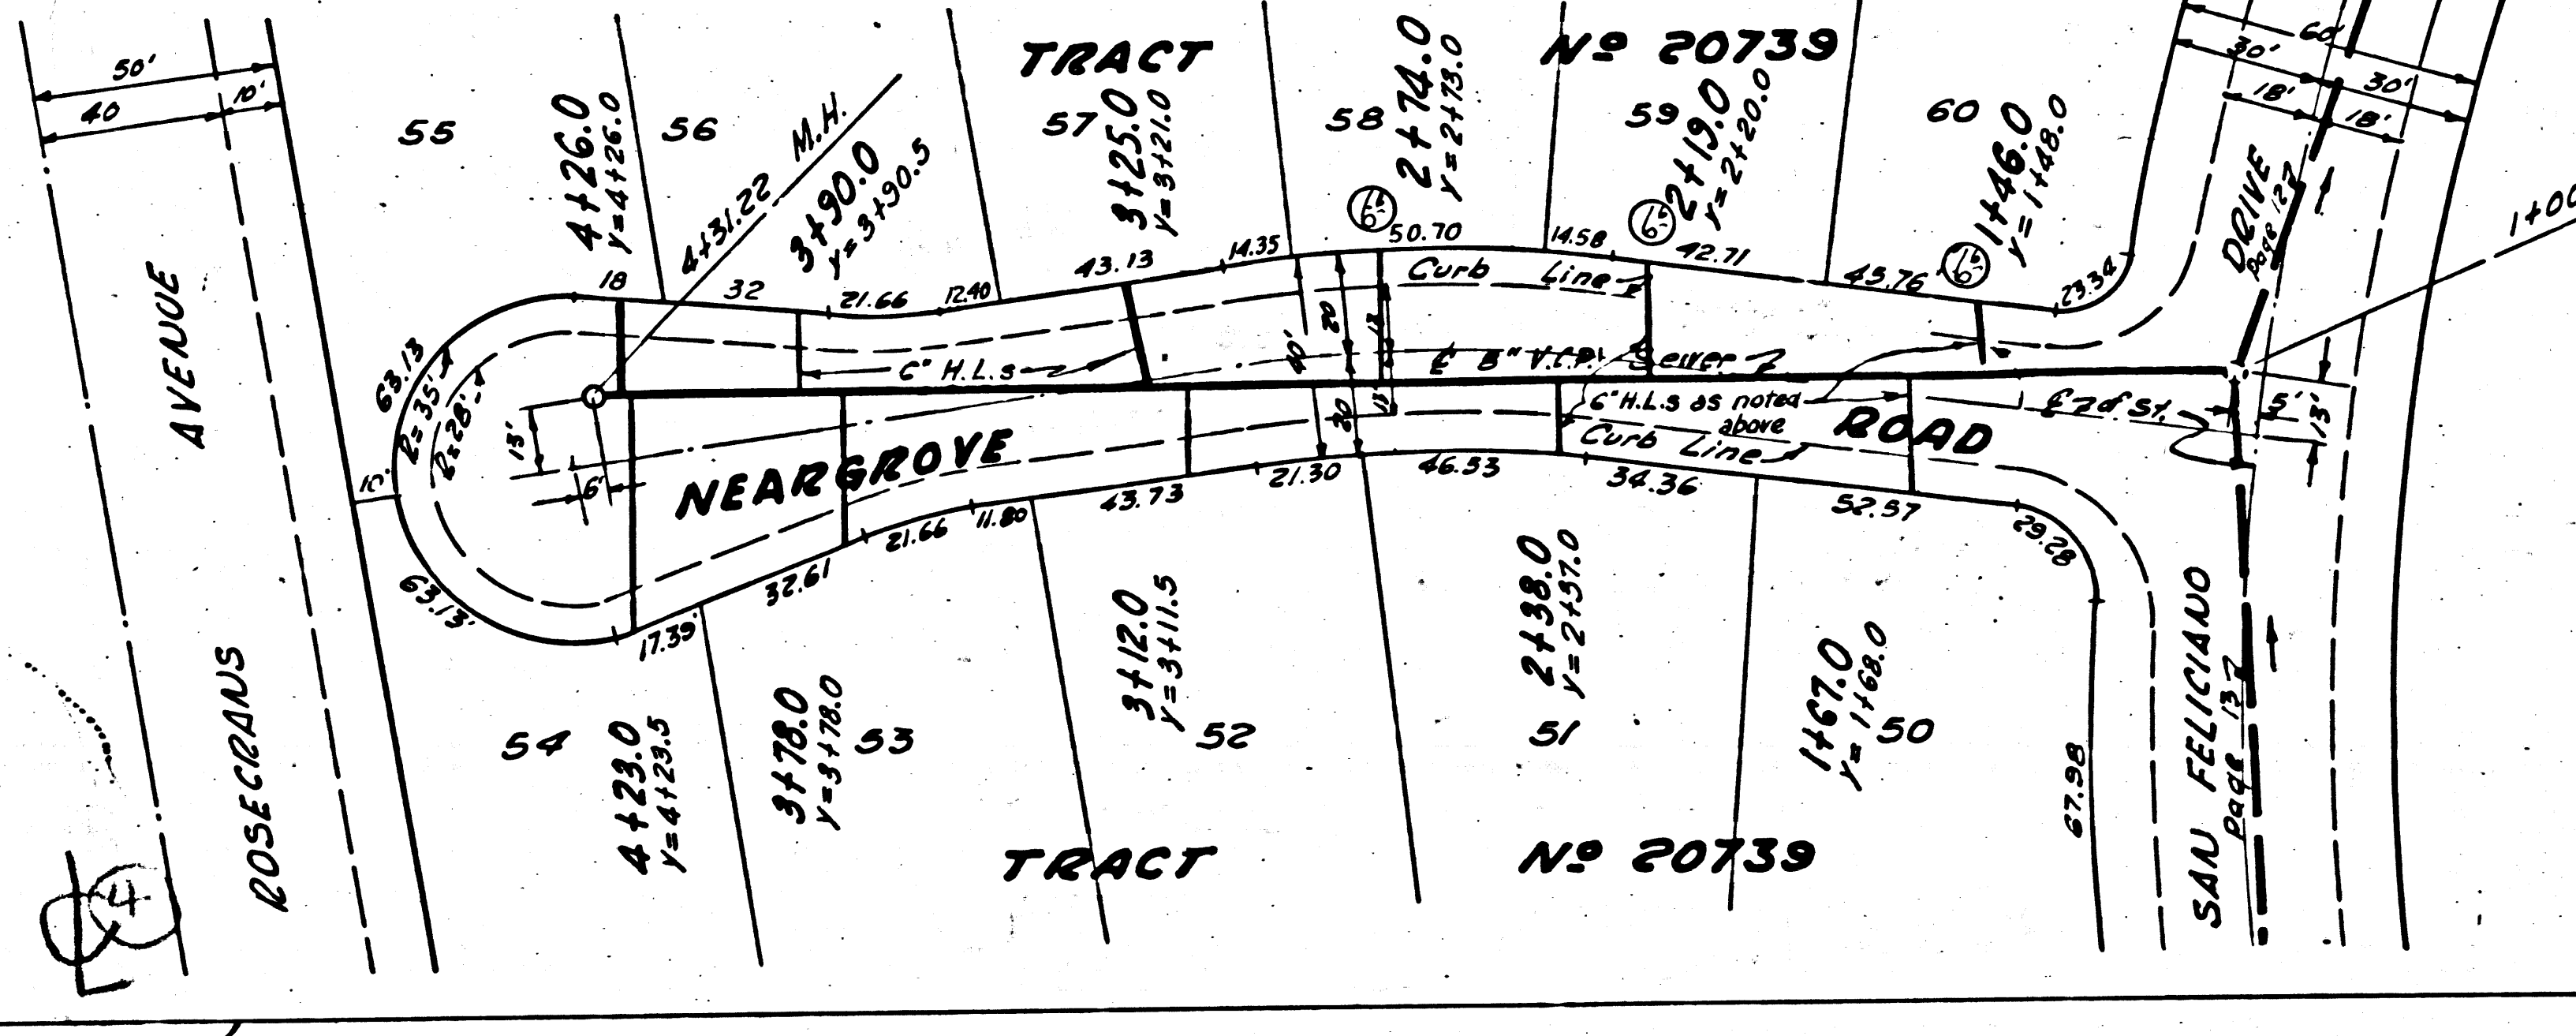 TRACT
Nº 20739
50'
40
10'
55
4+26.0
Y=4+26.0
56
4+31.22 M.H.
3+90.0
Y=3+90.5
57
3+25.0
Y=3+21.0
58
2+74.0
Y=2+73.0
59
2+19.0
Y=2+20.0
60
1+46.0
Y=1+48.0
60'
30'
30'
18'
18'
DRIVE
Page 12
1+00
18
32
21.66
12.40
43.13
14.35
50.70
14.58
42.71
45.76
23.34
Curb Line
40'
20
13
20
13
6" H.L.s
₵ 8" V.C.P. Sewer
6" H.L.s as noted
above
Curb Line
₵ of St.
5'
13'
63.13
R=35'
R=28'
10'
13'
6'
NEARGROVE ROAD
63.13'
17.39'
32.61
21.66
11.80
43.73
21.30
46.53
34.36
52.57
29.28
67.98
AVENUE
ROSECRANS
54
4+23.0
Y=4+23.5
3+78.0
Y=3+78.0
53
3+12.0
Y=3+11.5
52
2+38.0
Y=2+37.0
51
1+67.0
Y=1+68.0
50
SAN FELICIANO
Page 13
TRACT
Nº 20739
4